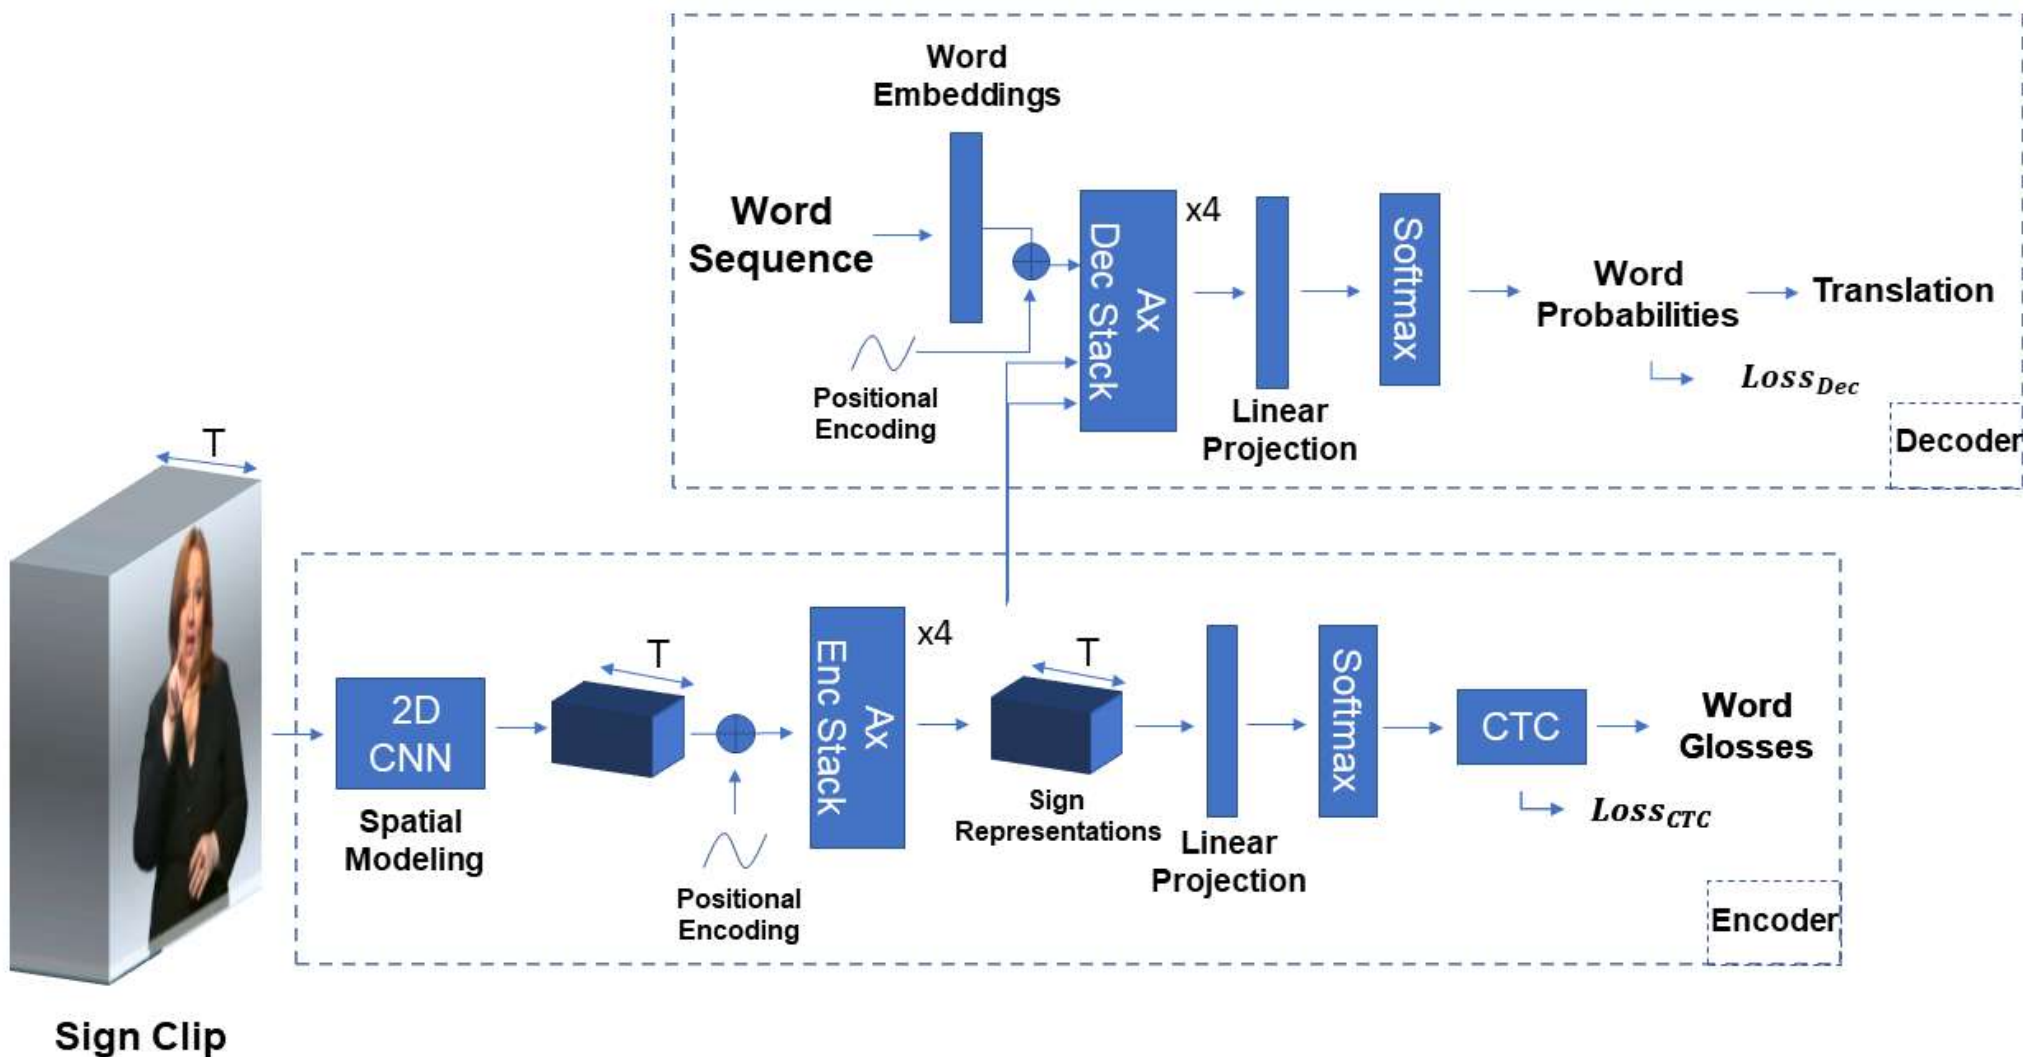 Word
Embeddings
Word
Sequence
Positional
Encoding
Ax
Dec Stack
x4
Linear
Projection
Softmax
Word
Probabilities
Translation
Loss_Dec
Decoder
T
Sign Clip
2D
CNN
Spatial
Modeling
T
Positional
Encoding
Ax
Enc Stack
x4
T
Sign
Representations
Linear
Projection
Softmax
CTC
Word
Glosses
Loss_CTC
Encoder